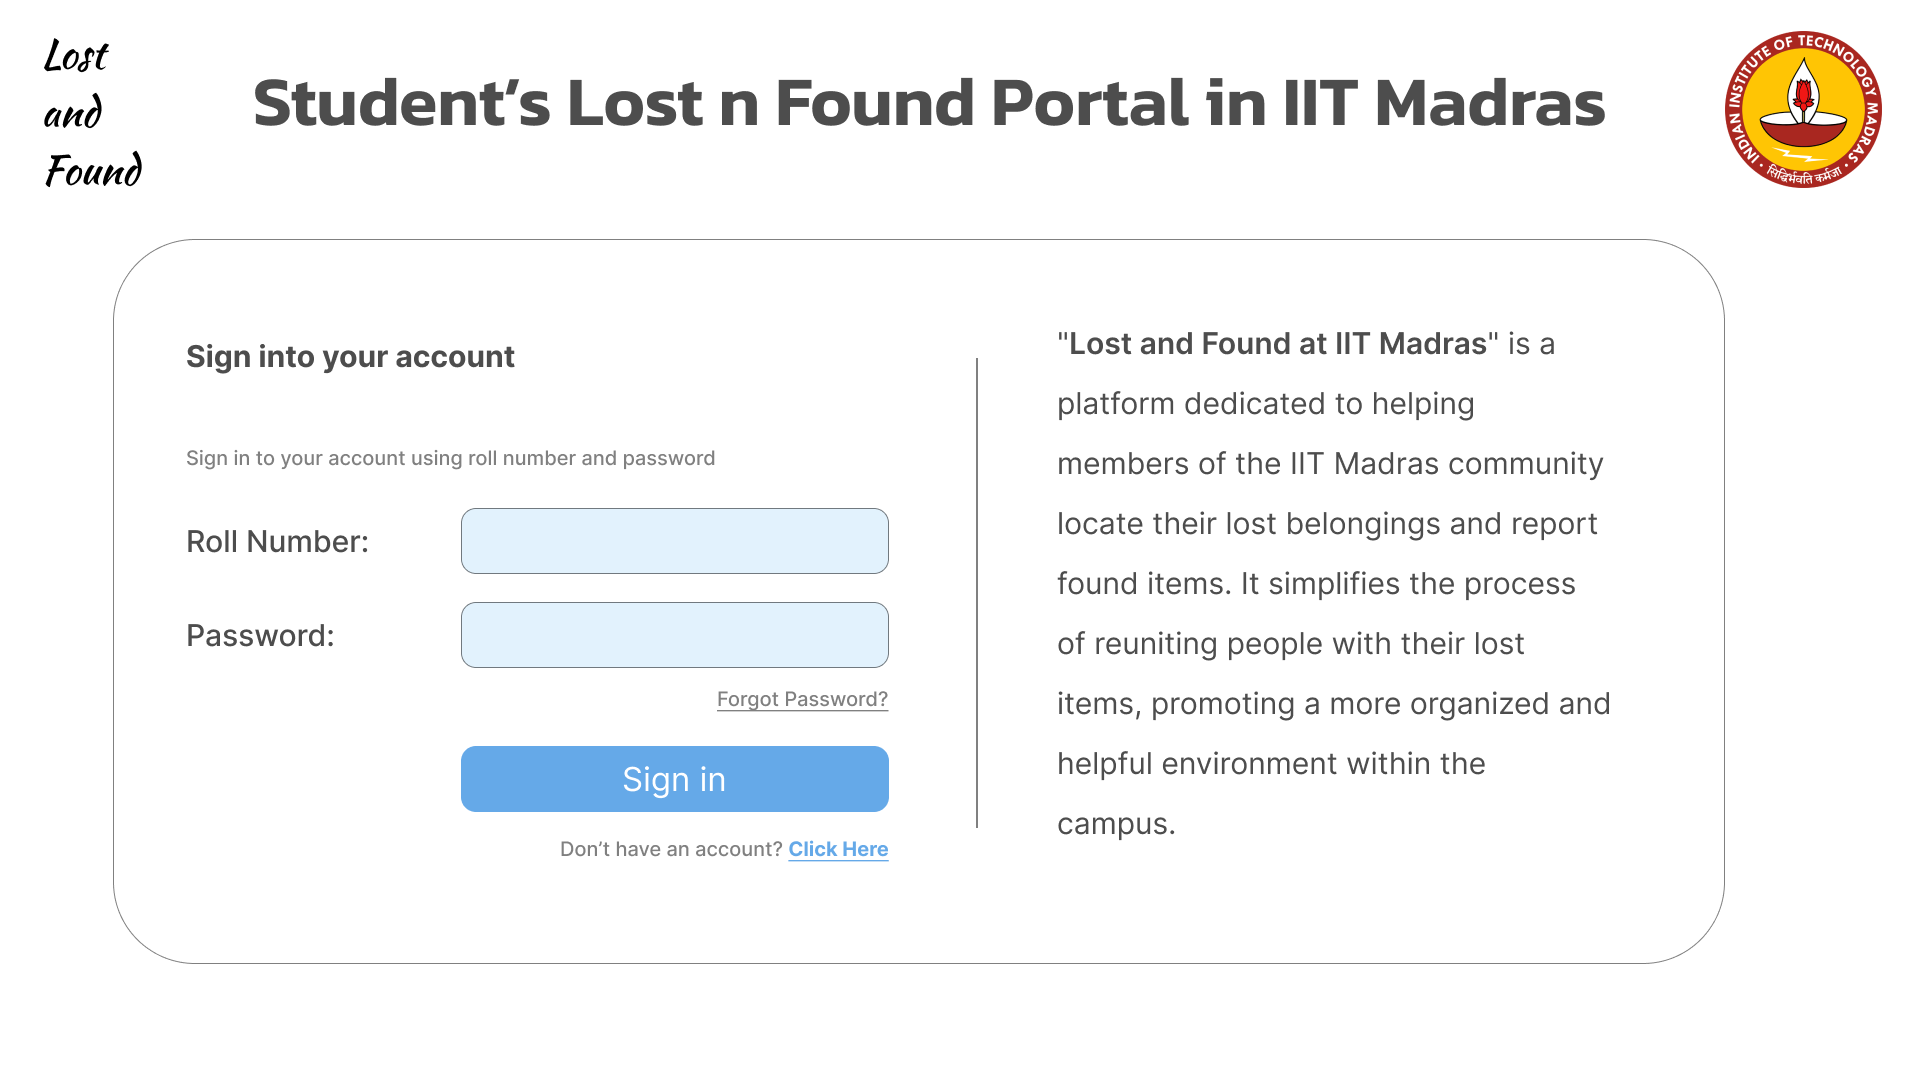 Lost
and
Found
Student’s Lost n Found Portal in IIT Madras
INDIAN INSTITUTE OF TECHNOLOGY MADRAS
सिद्धिर्भवति कर्मजा
Sign into your account
Sign in to your account using roll number and password
Roll Number:
Password:
Forgot Password?
Sign in
Don’t have an account? Click Here
"Lost and Found at IIT Madras" is a
platform dedicated to helping
members of the IIT Madras community
locate their lost belongings and report
found items. It simplifies the process
of reuniting people with their lost
items, promoting a more organized and
helpful environment within the
campus.